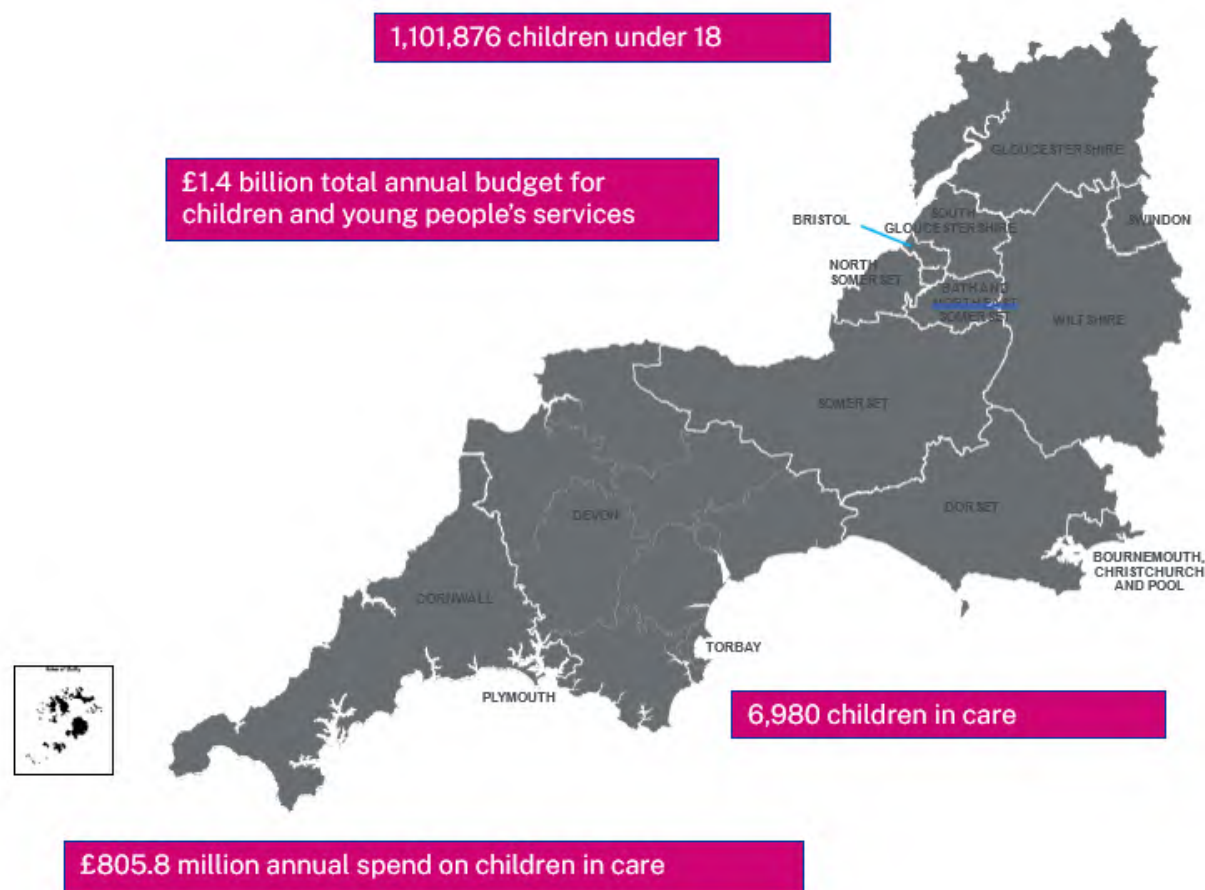 1,101,876 children under 18
£1.4 billion total annual budget for
children and young people's services
GLOUCESTERSHIRE
SOUTH
GLOUCESTERSHIRE
SWINDON
BRISTOL
NORTH
SOMERSET
BATH AND
NORTH EAST
SOMERSET
WILTSHIRE
SOMERSET
DEVON
DORSET
BOURNEMOUTH,
CHRISTCHURCH
AND POOL
CORNWALL
TORBAY
PLYMOUTH
6,980 children in care
£805.8 million annual spend on children in care